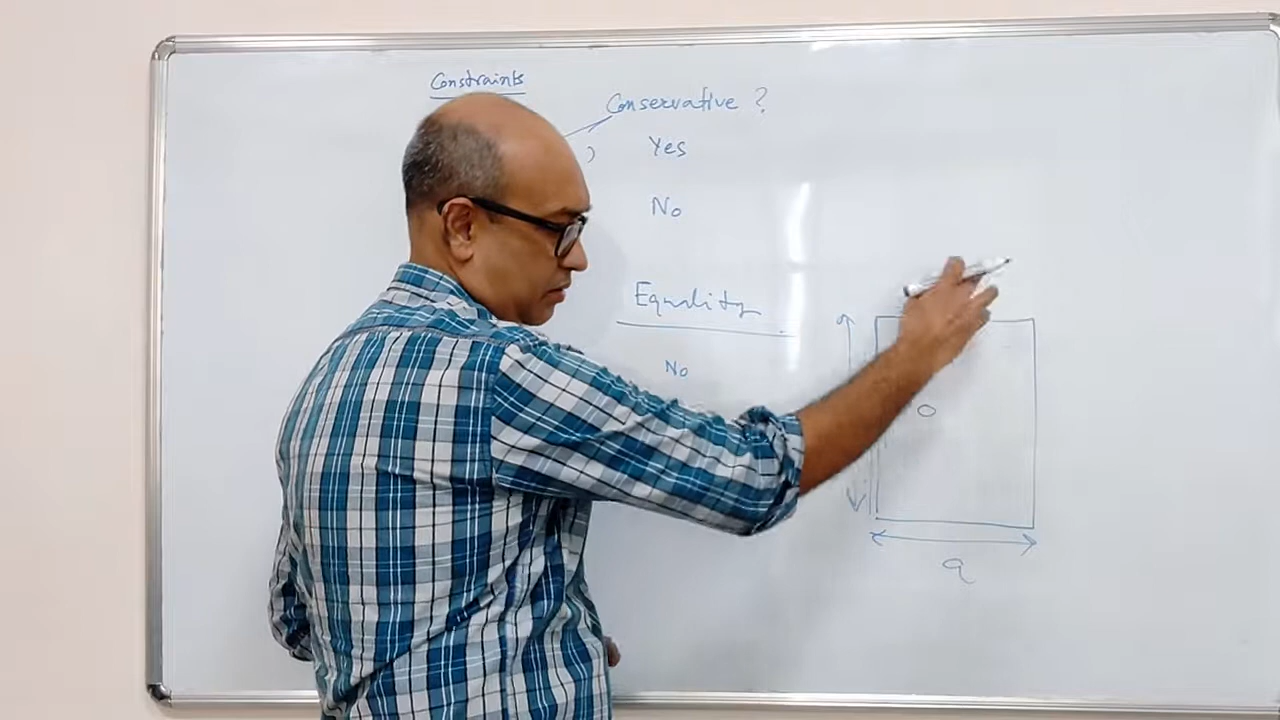 Constraints
Conservative ?
) Yes
No
Equality
No
a